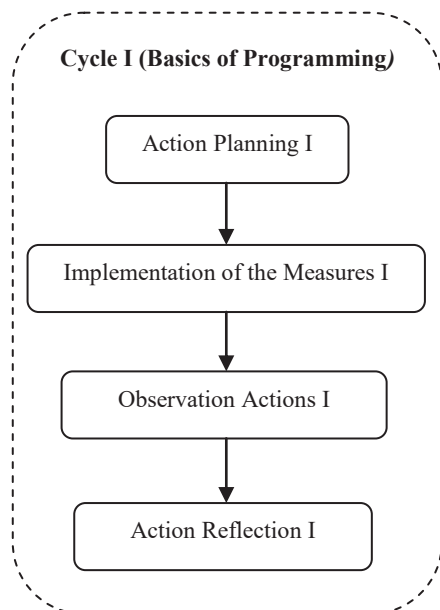 Cycle I (Basics of Programming)
Action Planning I
Implementation of the Measures I
Observation Actions I
Action Reflection I